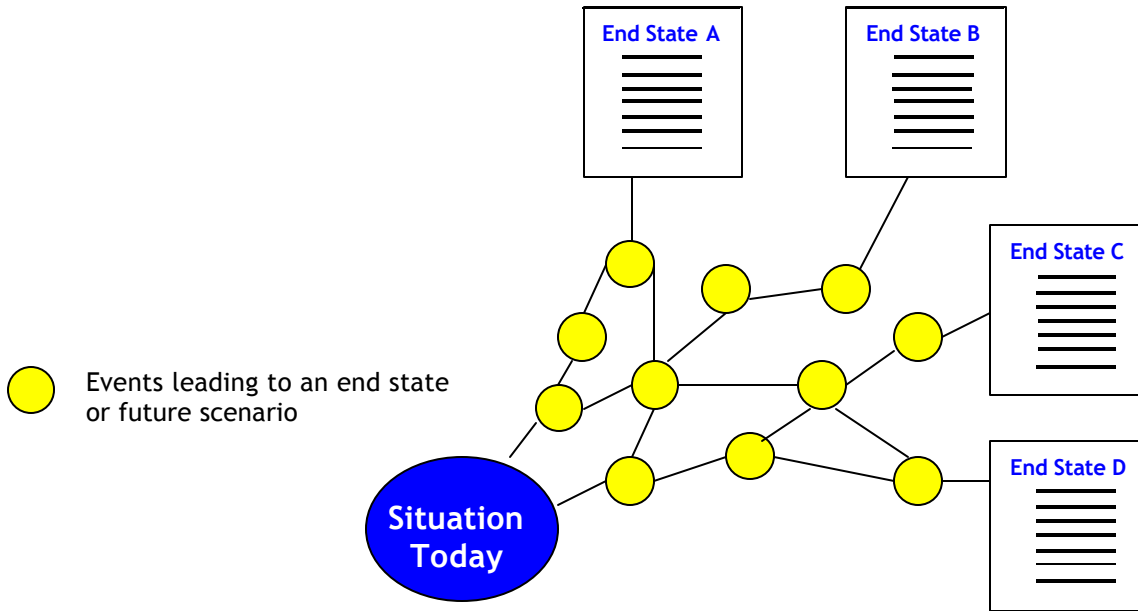 End State A
End State B
End State C
Events leading to an end state
or future scenario
End State D
Situation
Today